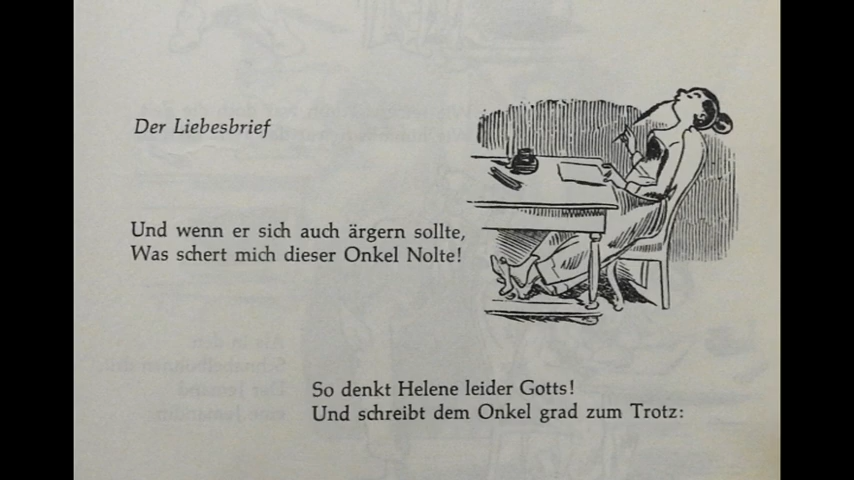 Der Liebesbrief
Und wenn er sich auch ärgern sollte,
Was schert mich dieser Onkel Nolte!
So denkt Helene leider Gotts!
Und schreibt dem Onkel grad zum Trotz: